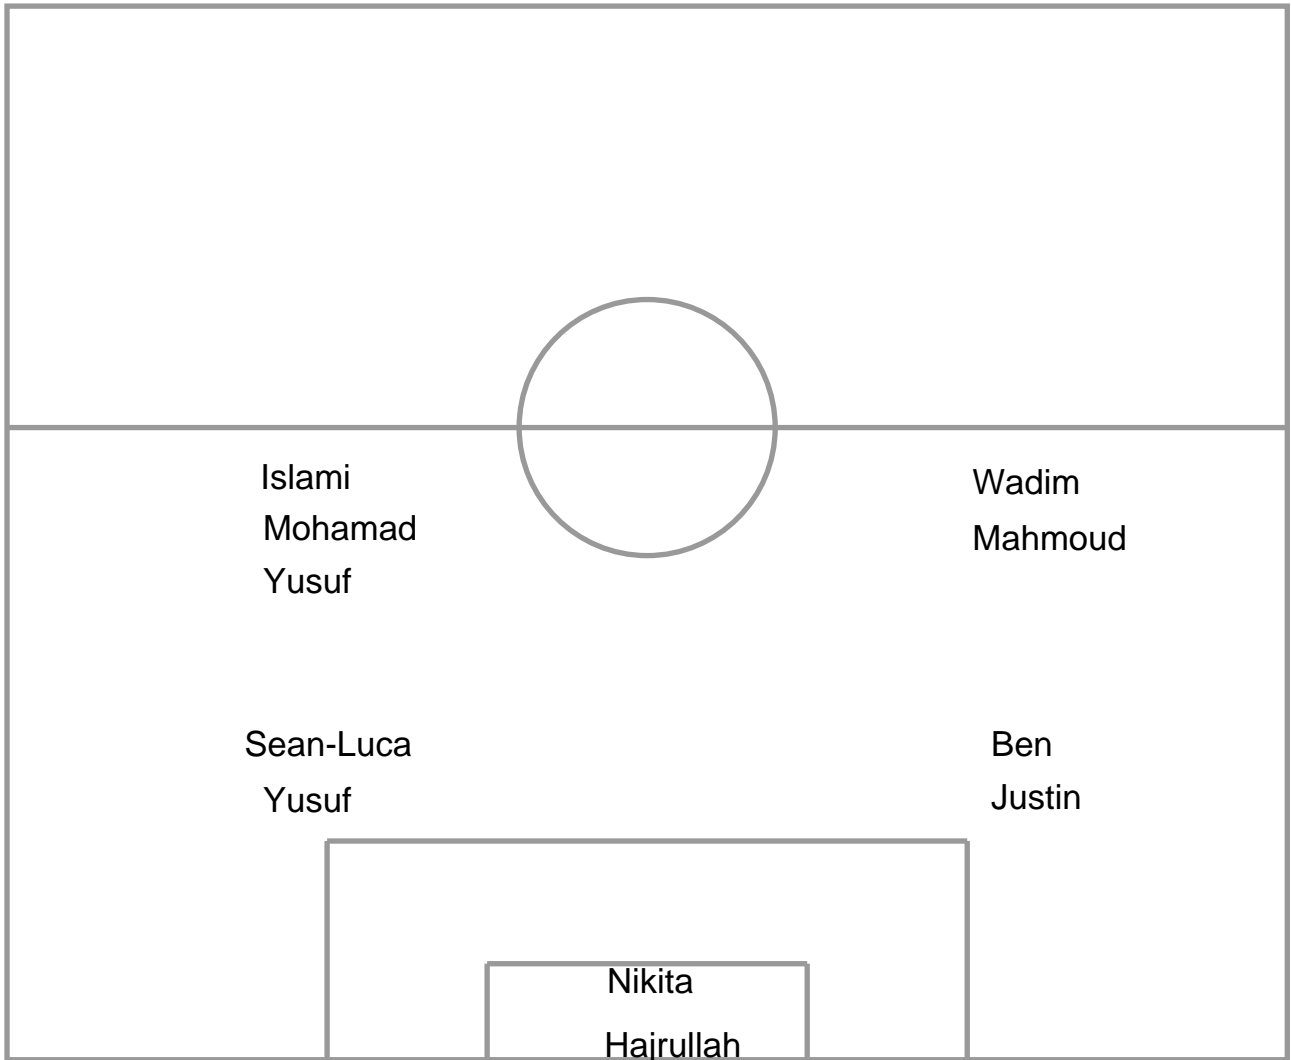 Islami
Mohamad
Yusuf
Wadim
Mahmoud
Sean-Luca
Yusuf
Ben
Justin
Nikita
Hajrullah